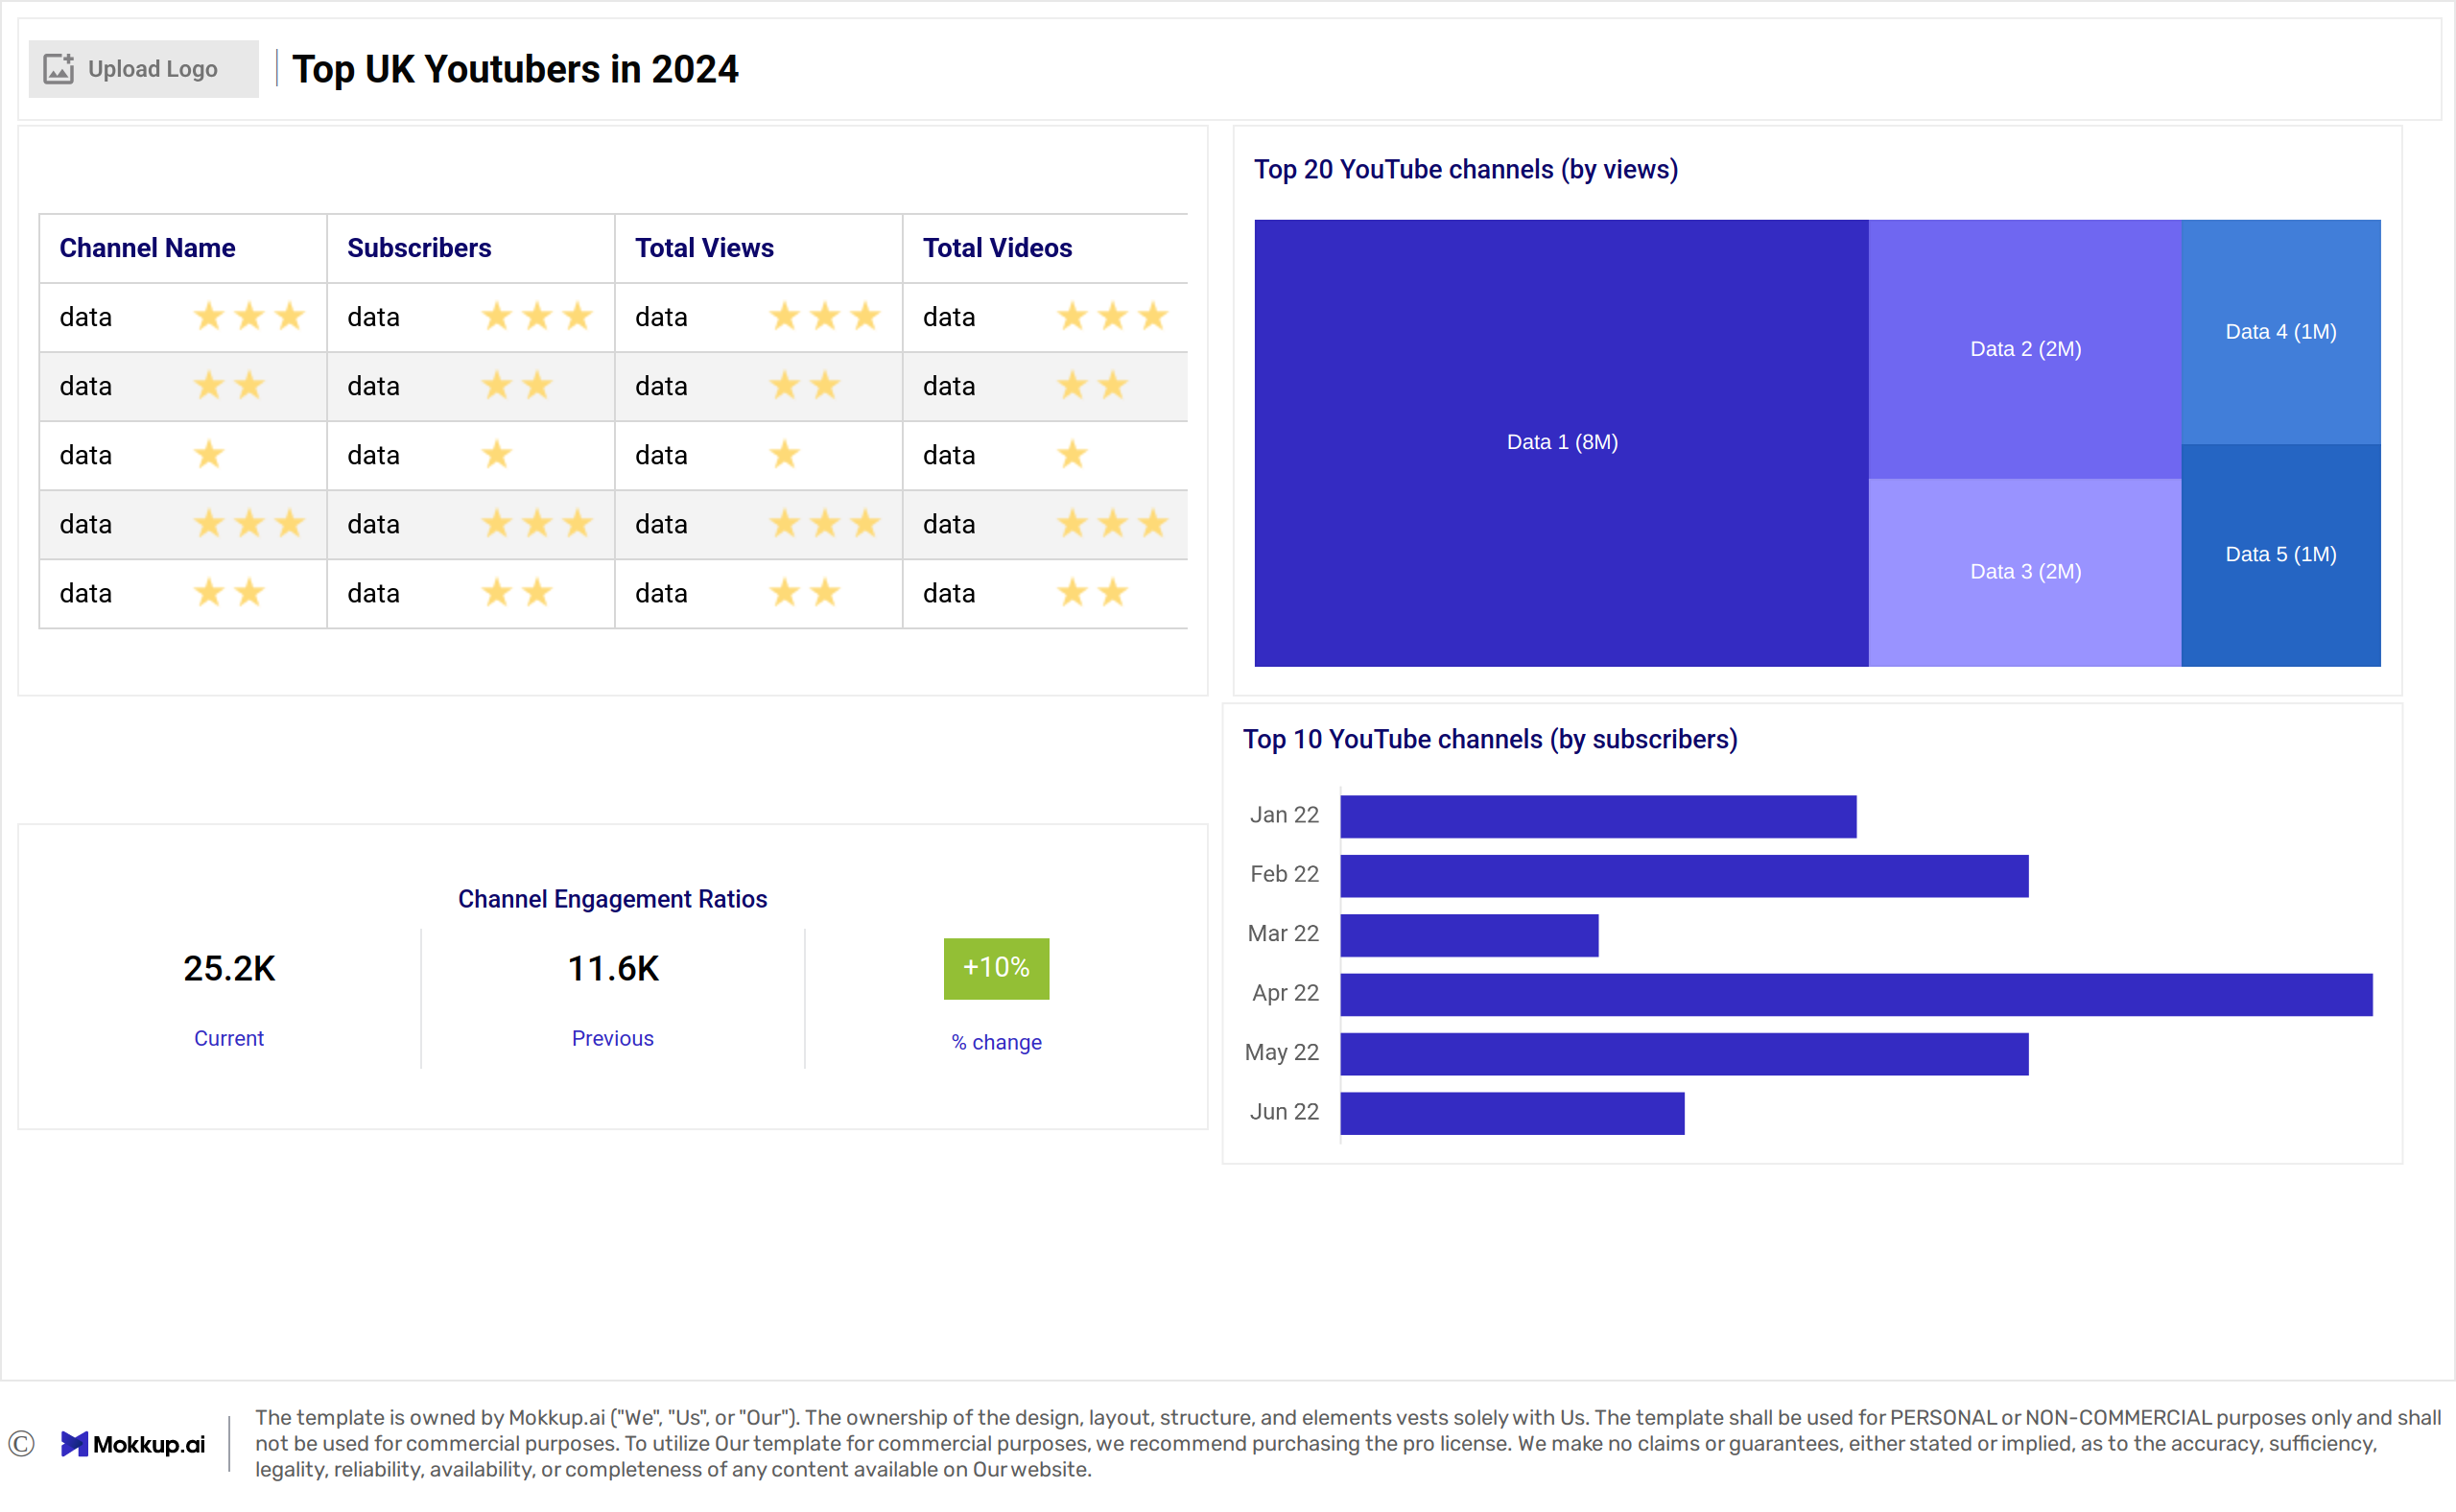 Upload Logo
Top UK Youtubers in 2024
Channel Name Subscribers Total Views Total Videos
data data data data
data data data data
data data data data
data data data data
data data data data
Top 20 YouTube channels (by views)
Data 1 (8M)
Data 2 (2M)
Data 3 (2M)
Data 4 (1M)
Data 5 (1M)
Channel Engagement Ratios
25.2K 11.6K +10%
Current Previous % change
Top 10 YouTube channels (by subscribers)
Jan 22
Feb 22
Mar 22
Apr 22
May 22
Jun 22
© Mokkup.ai
The template is owned by Mokkup.ai ("We", "Us", or "Our"). The ownership of the design, layout, structure, and elements vests solely with Us. The template shall be used for PERSONAL or NON-COMMERCIAL purposes only and shall
not be used for commercial purposes. To utilize Our template for commercial purposes, we recommend purchasing the pro license. We make no claims or guarantees, either stated or implied, as to the accuracy, sufficiency,
legality, reliability, availability, or completeness of any content available on Our website.